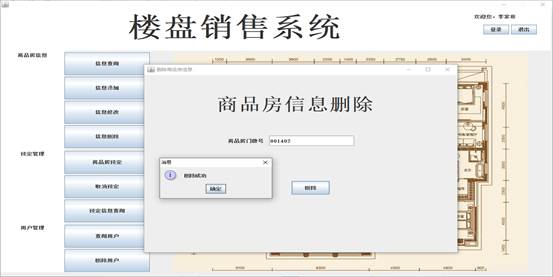 楼盘销售系统
欢迎您：李家蓉
登录
退出
商品房信息
信息查询
信息添加
信息修改
信息删除
预定管理
商品房预定
取消预定
预定信息查询
用户管理
查询用户
删除用户
删除商品房信息
商品房信息删除
商品房门牌号
001402
消息
删除成功
确定
删除